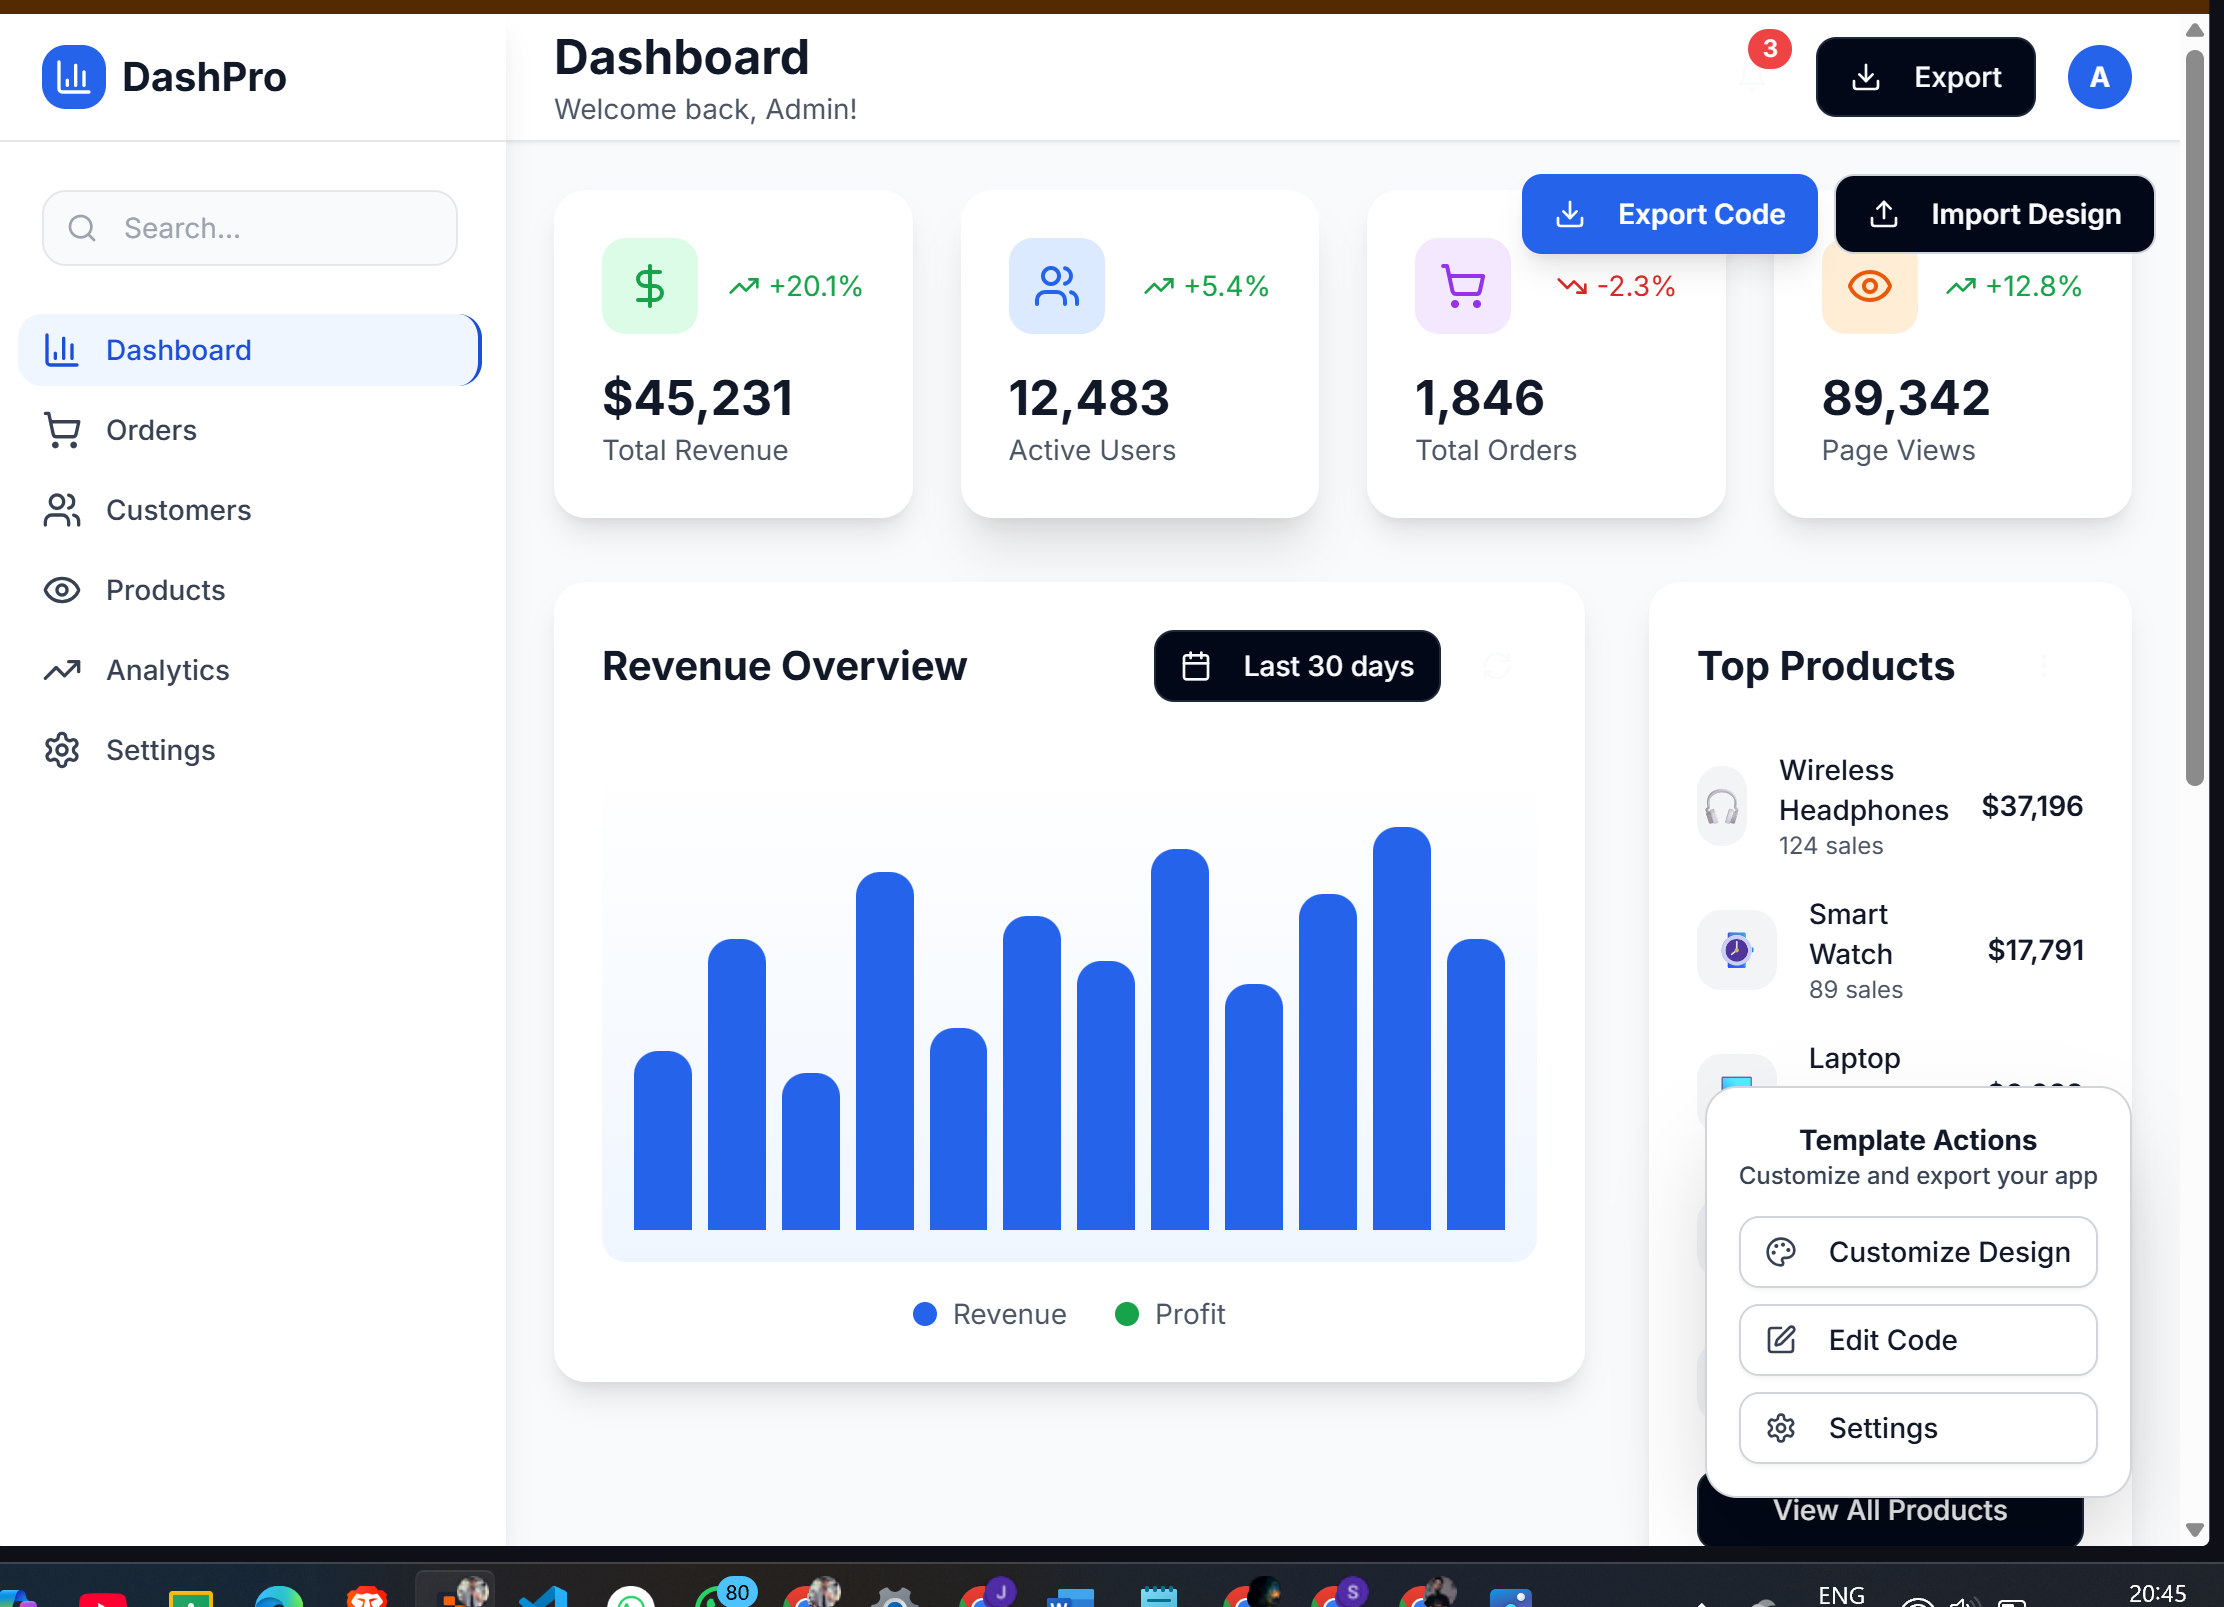 DashPro
Dashboard
Welcome back, Admin!
3
Export
A
Search...
Export Code
Import Design
Dashboard
Orders
Customers
Products
Analytics
Settings
+20.1%
$45,231
Total Revenue
+5.4%
12,483
Active Users
-2.3%
1,846
Total Orders
+12.8%
89,342
Page Views
Revenue Overview
Last 30 days
Revenue
Profit
Top Products
Wireless
Headphones
124 sales
$37,196
Smart
Watch
89 sales
$17,791
Laptop
Template Actions
Customize and export your app
Customize Design
Edit Code
Settings
View All Products
80
J
S
ENG
20:45